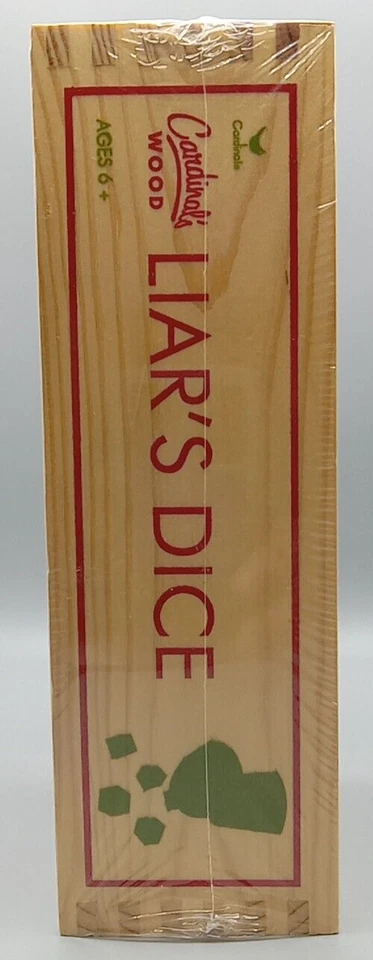 Cardinal®
Cardinal's
WOOD
AGES 6+
LIAR'S DICE